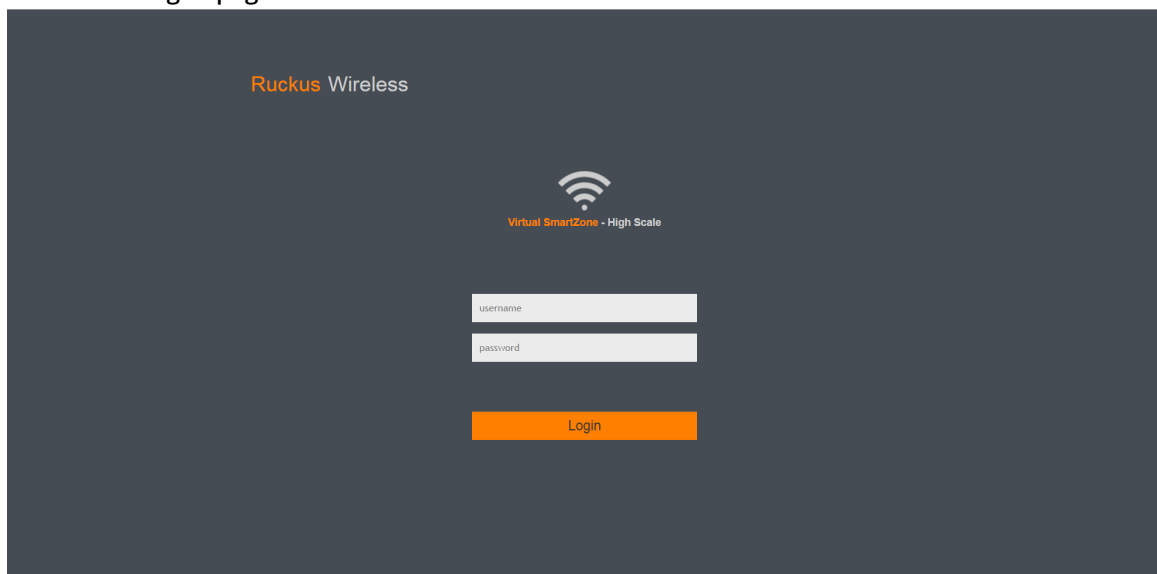 Ruckus Wireless
Virtual SmartZone - High Scale
username
password
Login